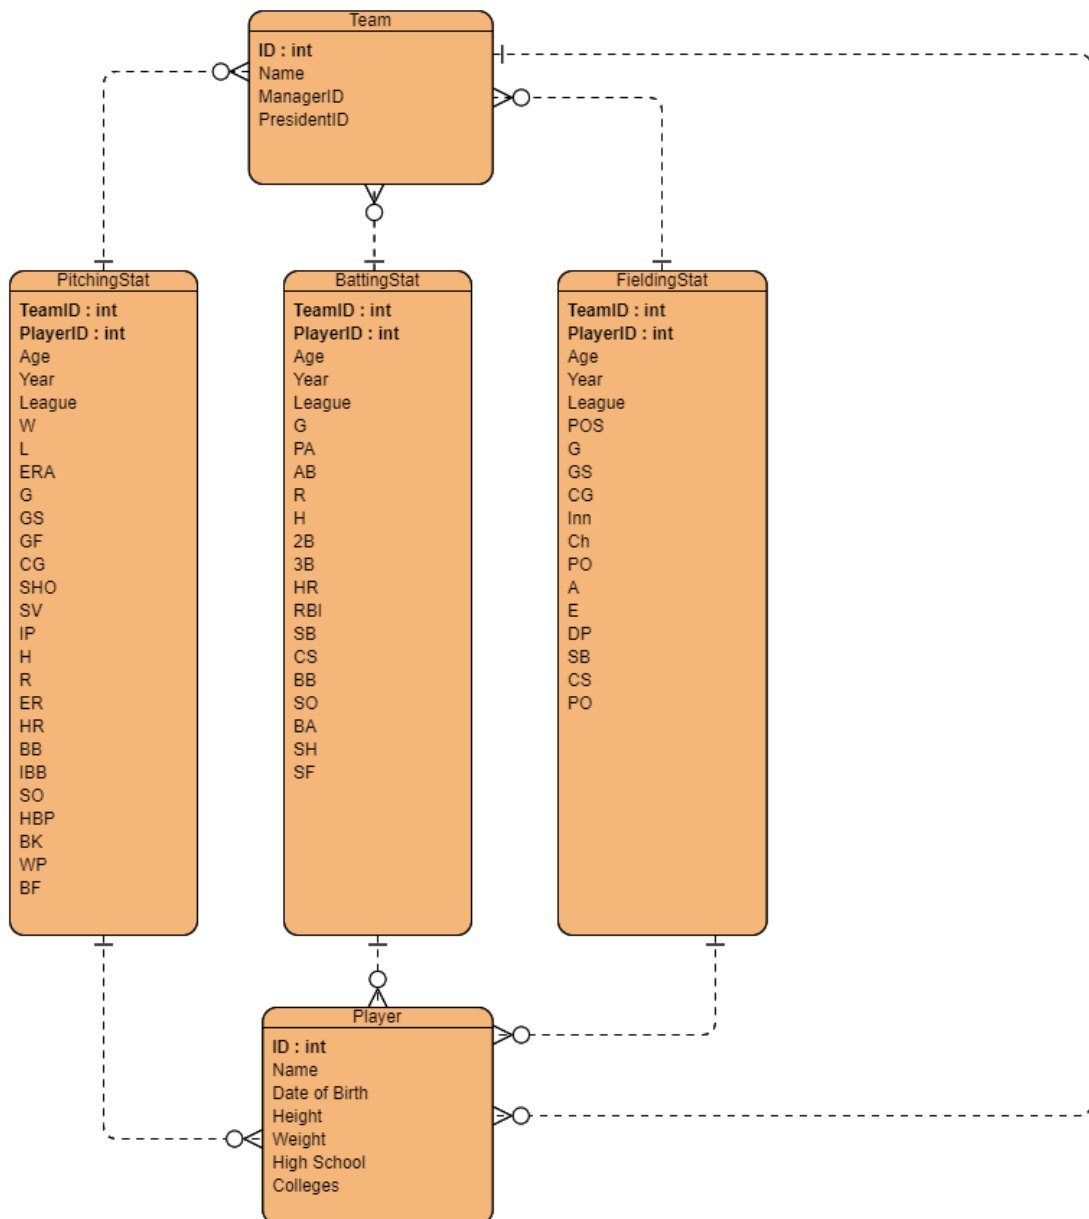 Team
ID : int
Name
ManagerID
PresidentID
PitchingStat
TeamID : int
PlayerID : int
Age
Year
League
W
L
ERA
G
GS
GF
CG
SHO
SV
IP
H
R
ER
HR
BB
IBB
SO
HBP
BK
WP
BF
BattingStat
TeamID : int
PlayerID : int
Age
Year
League
G
PA
AB
R
H
2B
3B
HR
RBI
SB
CS
BB
SO
BA
SH
SF
FieldingStat
TeamID : int
PlayerID : int
Age
Year
League
POS
G
GS
CG
Inn
Ch
PO
A
E
DP
SB
CS
PO
Player
ID : int
Name
Date of Birth
Height
Weight
High School
Colleges